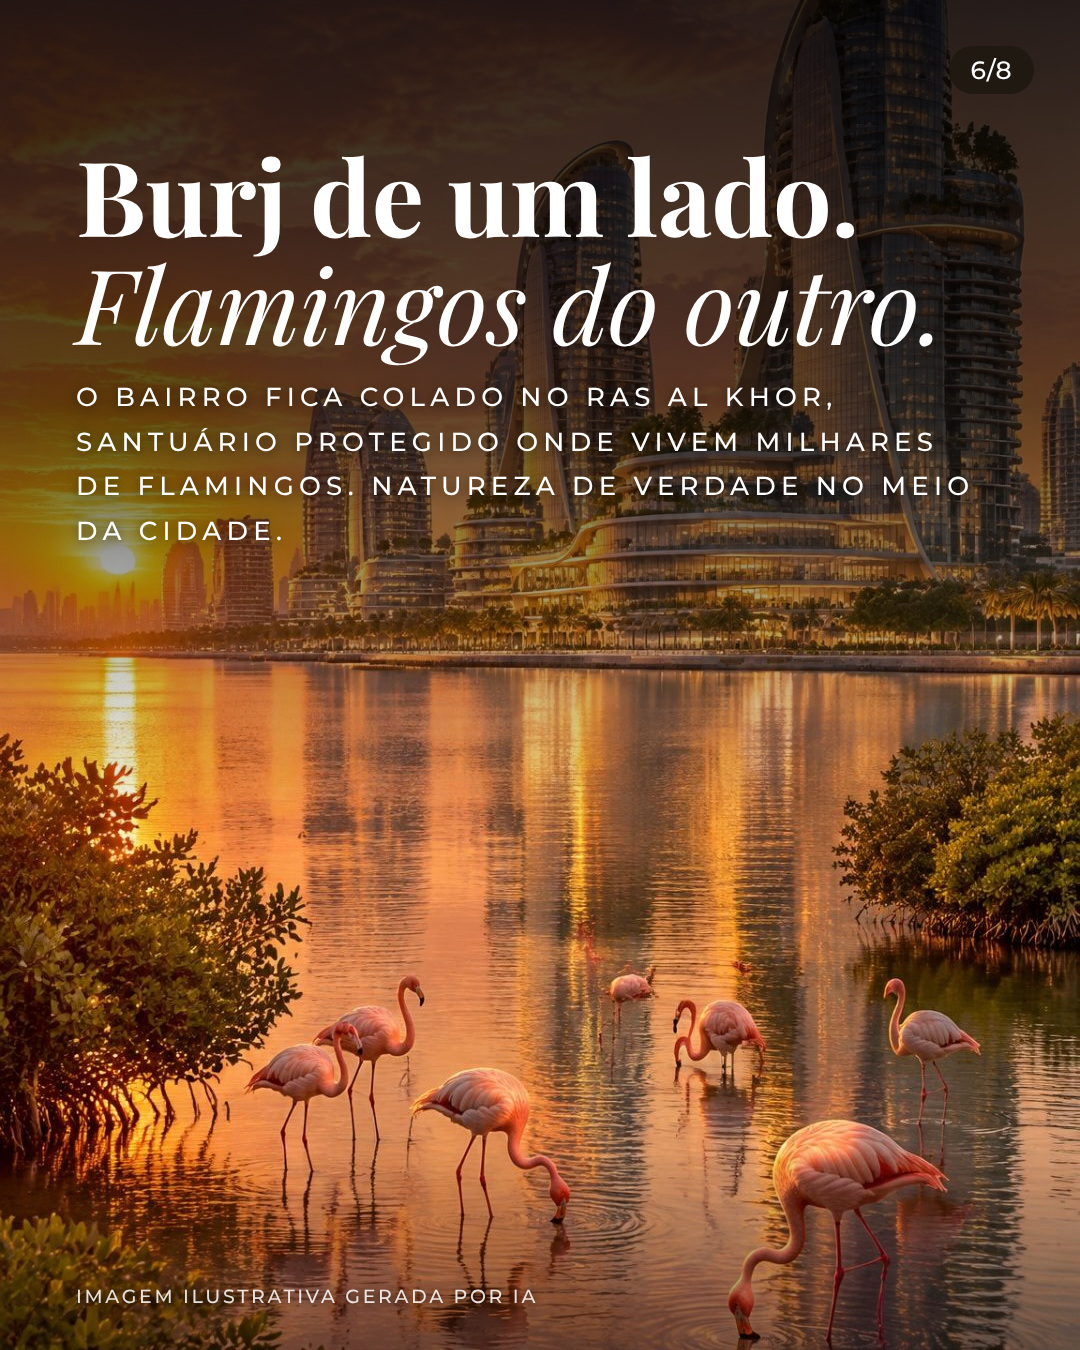 6/8
Burj de um lado.
Flamingos do outro.
O BAIRRO FICA COLADO NO RAS AL KHOR,
SANTUÁRIO PROTEGIDO ONDE VIVEM MILHARES
DE FLAMINGOS. NATUREZA DE VERDADE NO MEIO
DA CIDADE.
IMAGEM ILUSTRATIVA GERADA POR IA